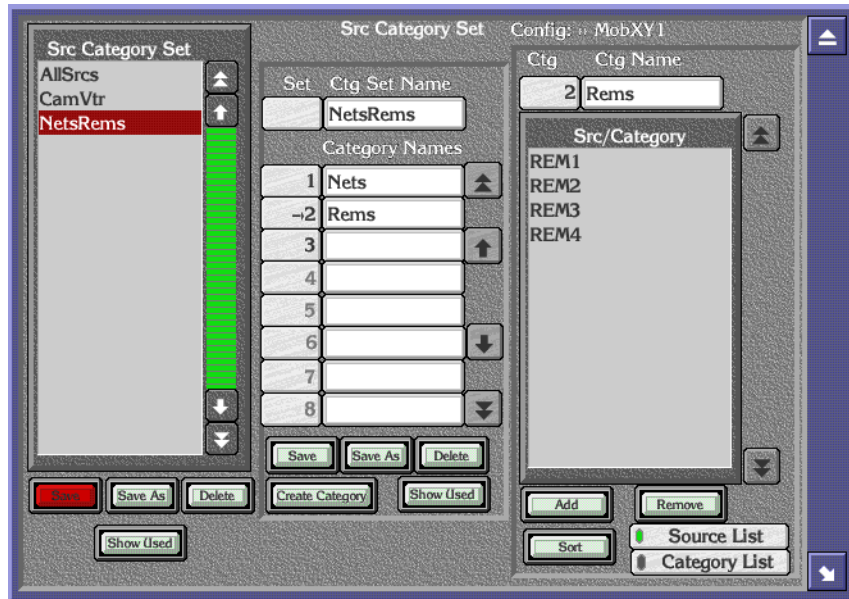 Src Category Set Config: » MobXY1
Src Category Set
AllSrcs
CamVtr
NetsRems
Save Save As Delete
Show Used
Set Ctg Set Name
NetsRems
Category Names
1 Nets
→2 Rems
3
4
5
6
7
8
Save Save As Delete
Create Category Show Used
Ctg Ctg Name
2 Rems
Src/Category
REM1
REM2
REM3
REM4
Add Remove
Sort Source List
Category List